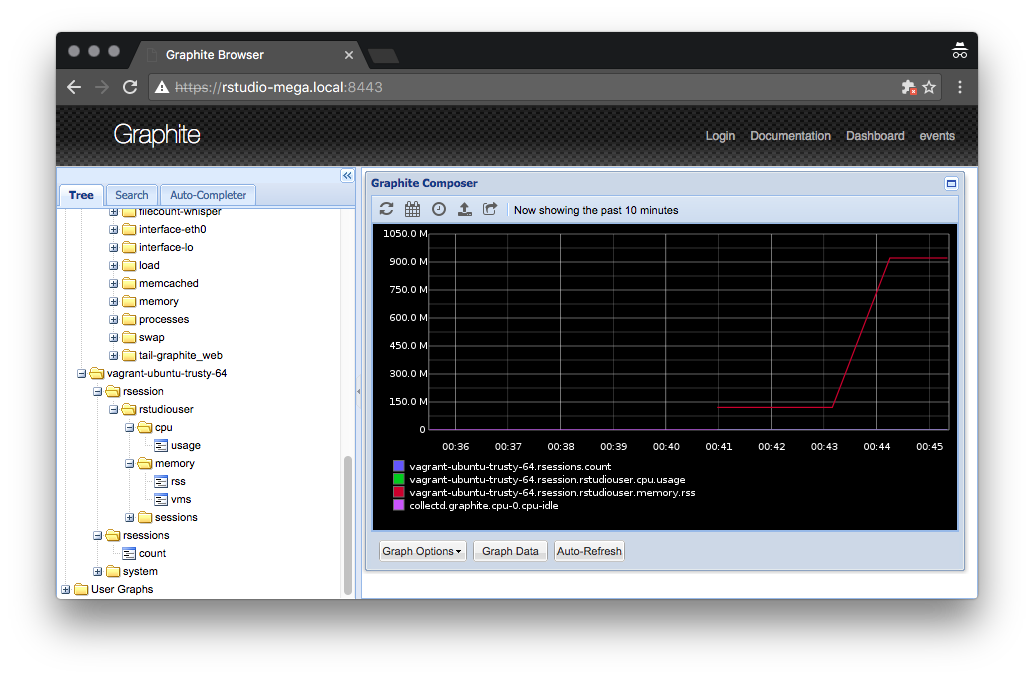 Graphite Browser
https://rstudio-mega.local:8443
Graphite
Login Documentation Dashboard events
Tree Search Auto-Completer
filecount-whisper
interface-eth0
interface-lo
load
memcached
memory
processes
swap
tail-graphite_web
vagrant-ubuntu-trusty-64
rsession
rstudiouser
cpu
usage
memory
rss
vms
sessions
rsessions
count
system
User Graphs
Graphite Composer
Now showing the past 10 minutes
1050.0 M
900.0 M
750.0 M
600.0 M
450.0 M
300.0 M
150.0 M
0
00:36 00:37 00:38 00:39 00:40 00:41 00:42 00:43 00:44 00:45
vagrant-ubuntu-trusty-64.rsessions.count
vagrant-ubuntu-trusty-64.rsession.rstudiouser.cpu.usage
vagrant-ubuntu-trusty-64.rsession.rstudiouser.memory.rss
collectd.graphite.cpu-0.cpu-idle
Graph Options Graph Data Auto-Refresh